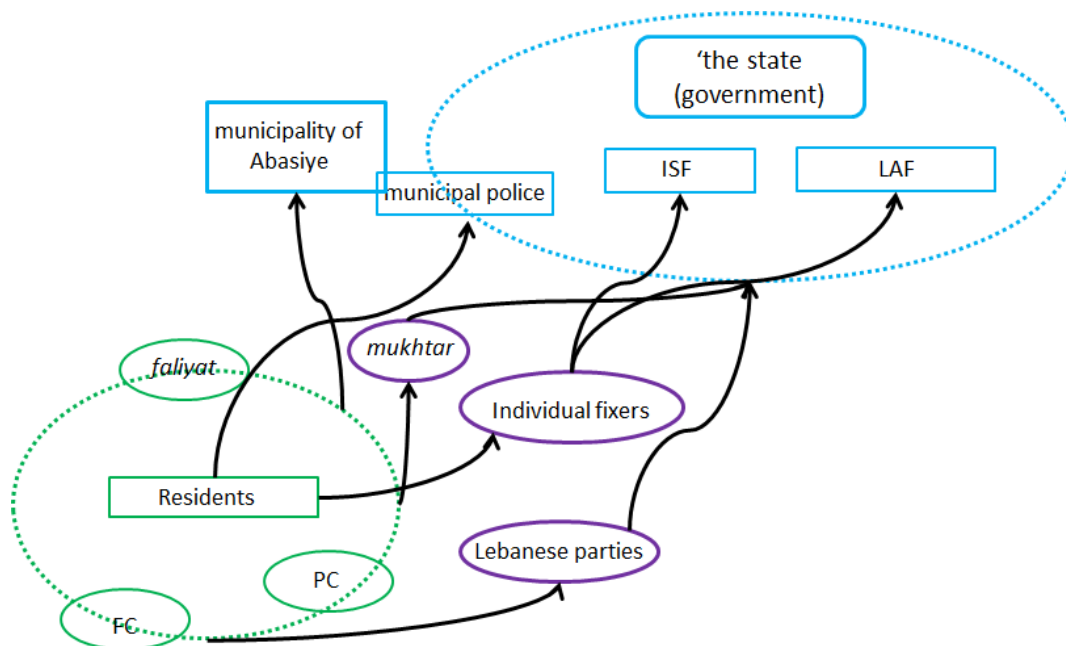 ‘the state
(government)
municipality of
Abasiye
ISF
LAF
municipal police
mukhtar
faliyat
Individual fixers
Residents
Lebanese parties
PC
FC